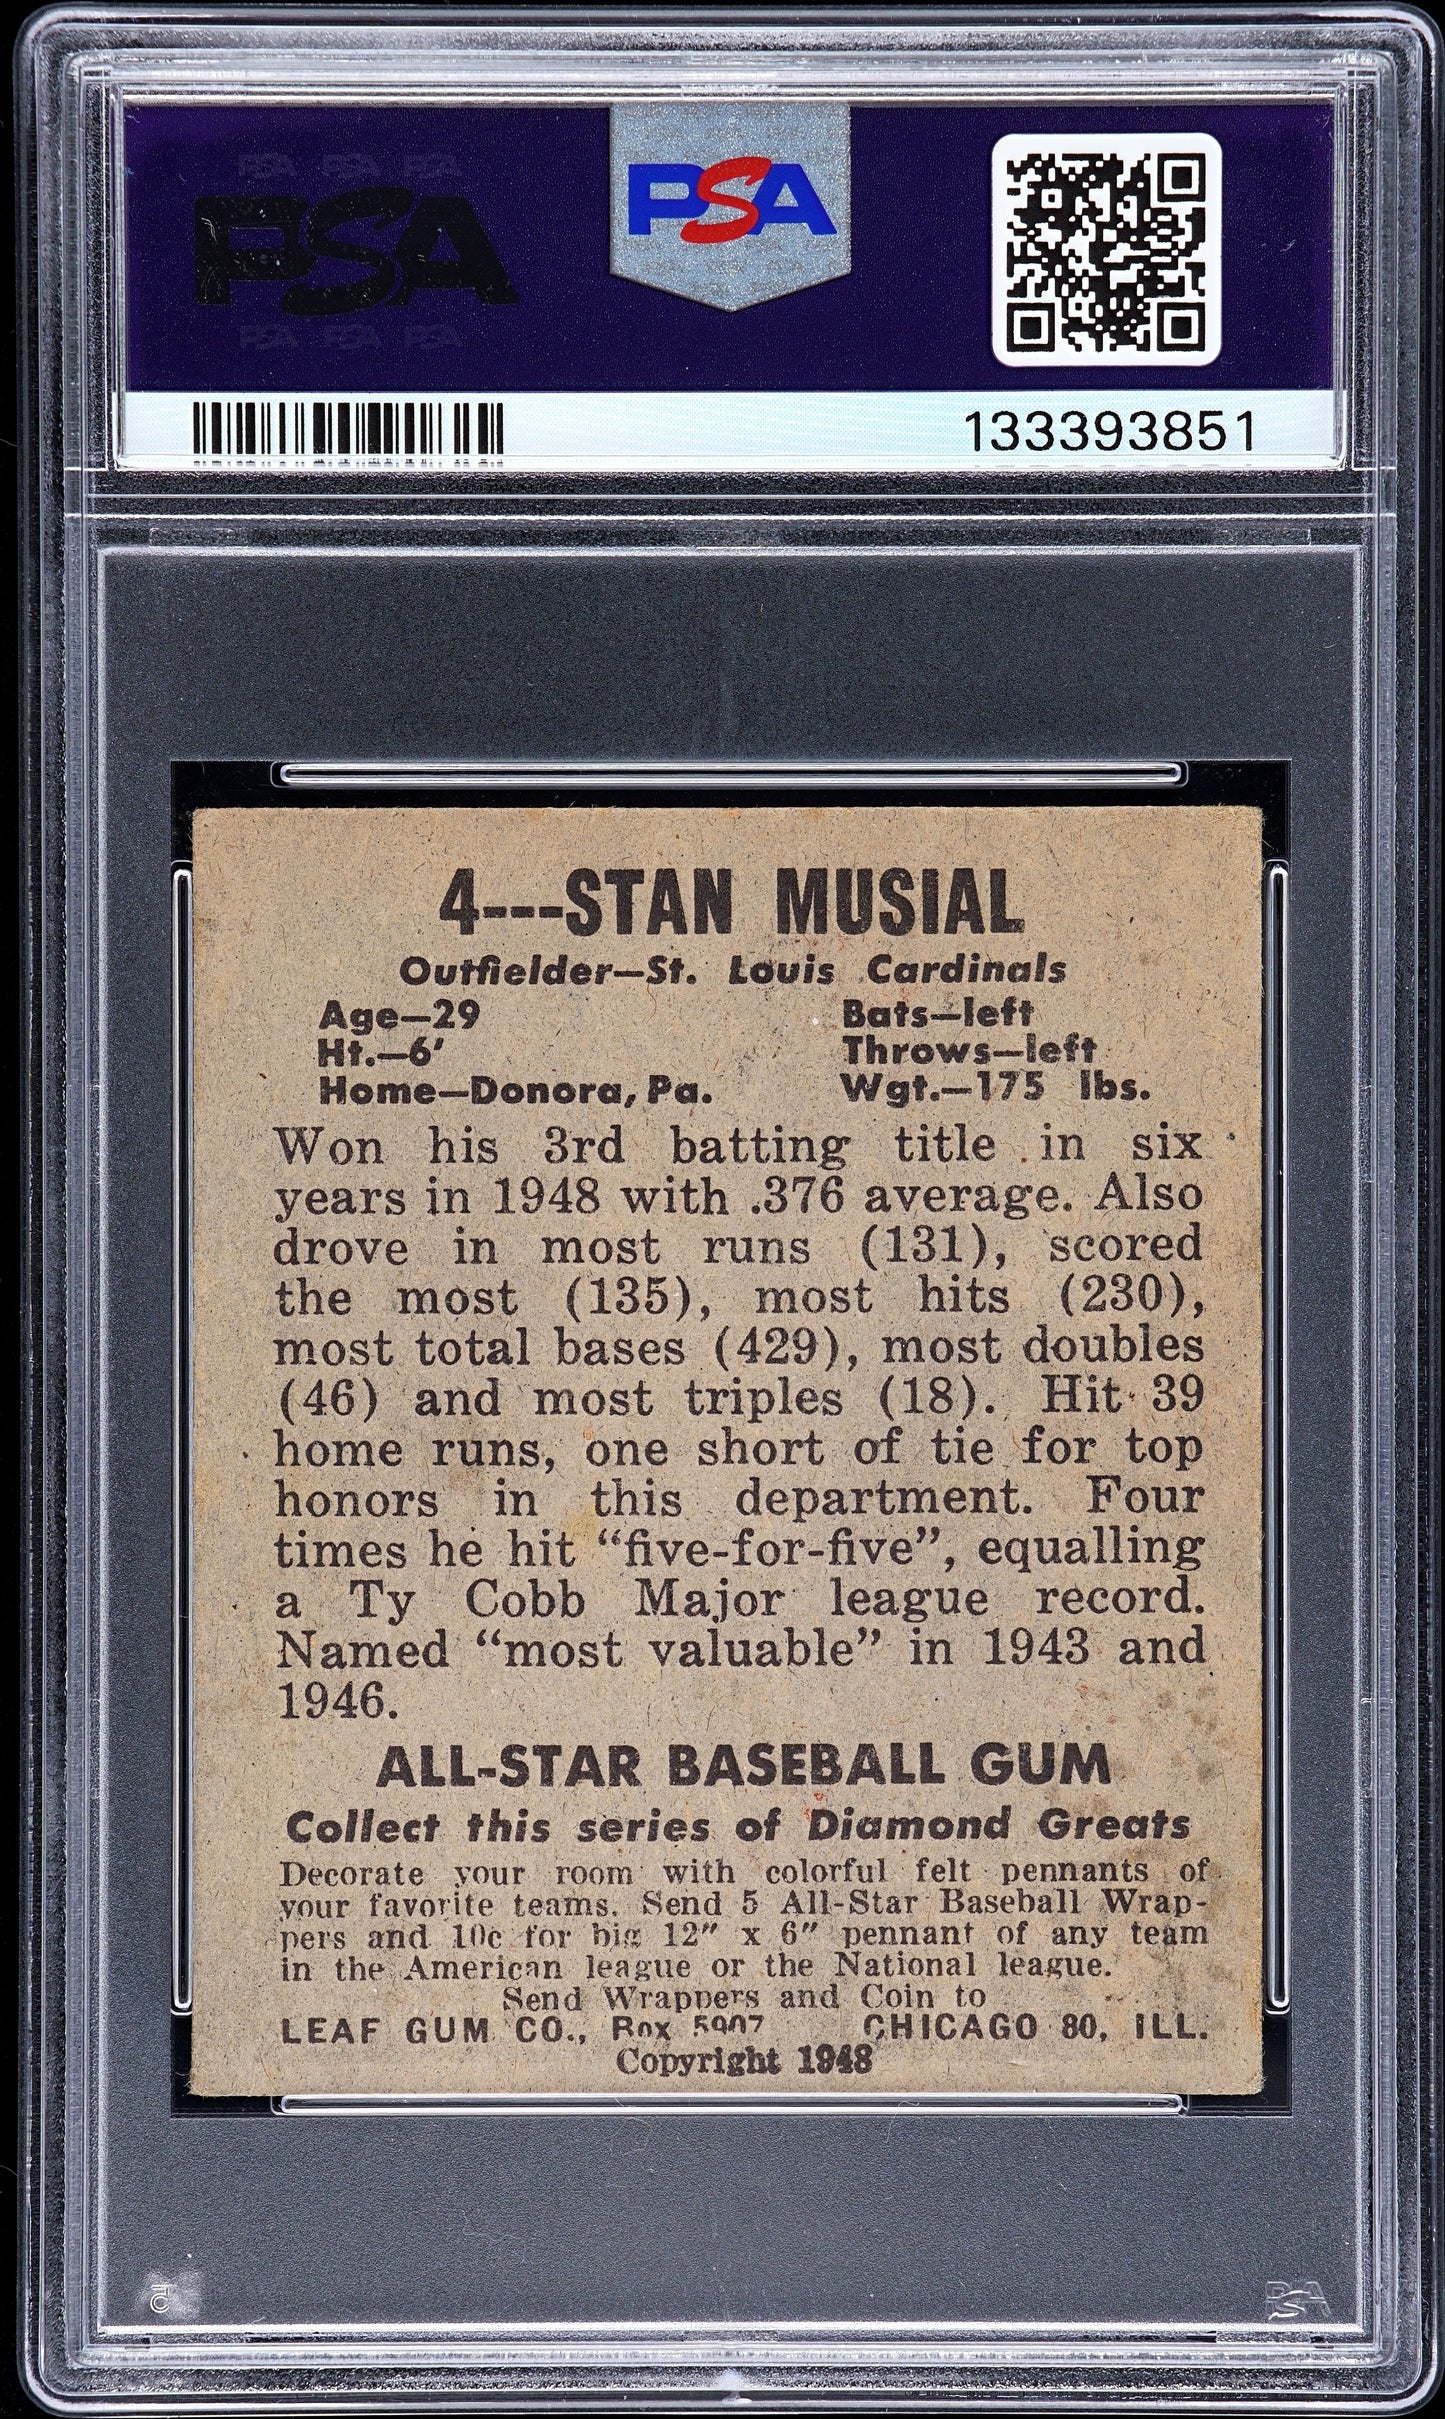 PSA PSA PSA
PSA
PSA PSA PSA
PSA
133393851
4---STAN MUSIAL
Outfielder—St. Louis Cardinals
Age—29 Bats—left
Ht.—6′ Throws—left
Home—Donora, Pa. Wgt.—175 lbs.
Won his 3rd batting title in six
years in 1948 with .376 average. Also
drove in most runs (131), scored
the most (135), most hits (230),
most total bases (429), most doubles
(46) and most triples (18). Hit 39
home runs, one short of tie for top
honors in this department. Four
times he hit “five-for-five”, equalling
a Ty Cobb Major league record.
Named “most valuable” in 1943 and
1946.
ALL-STAR BASEBALL GUM
Collect this series of Diamond Greats
Decorate your room with colorful felt pennants of
your favorite teams. Send 5 All-Star Baseball Wrap-
pers and 10c for big 12″ x 6″ pennant of any team
in the American league or the National league.
Send Wrappers and Coin to
LEAF GUM CO., Box 5907 CHICAGO 80, ILL.
Copyright 1948
PSA